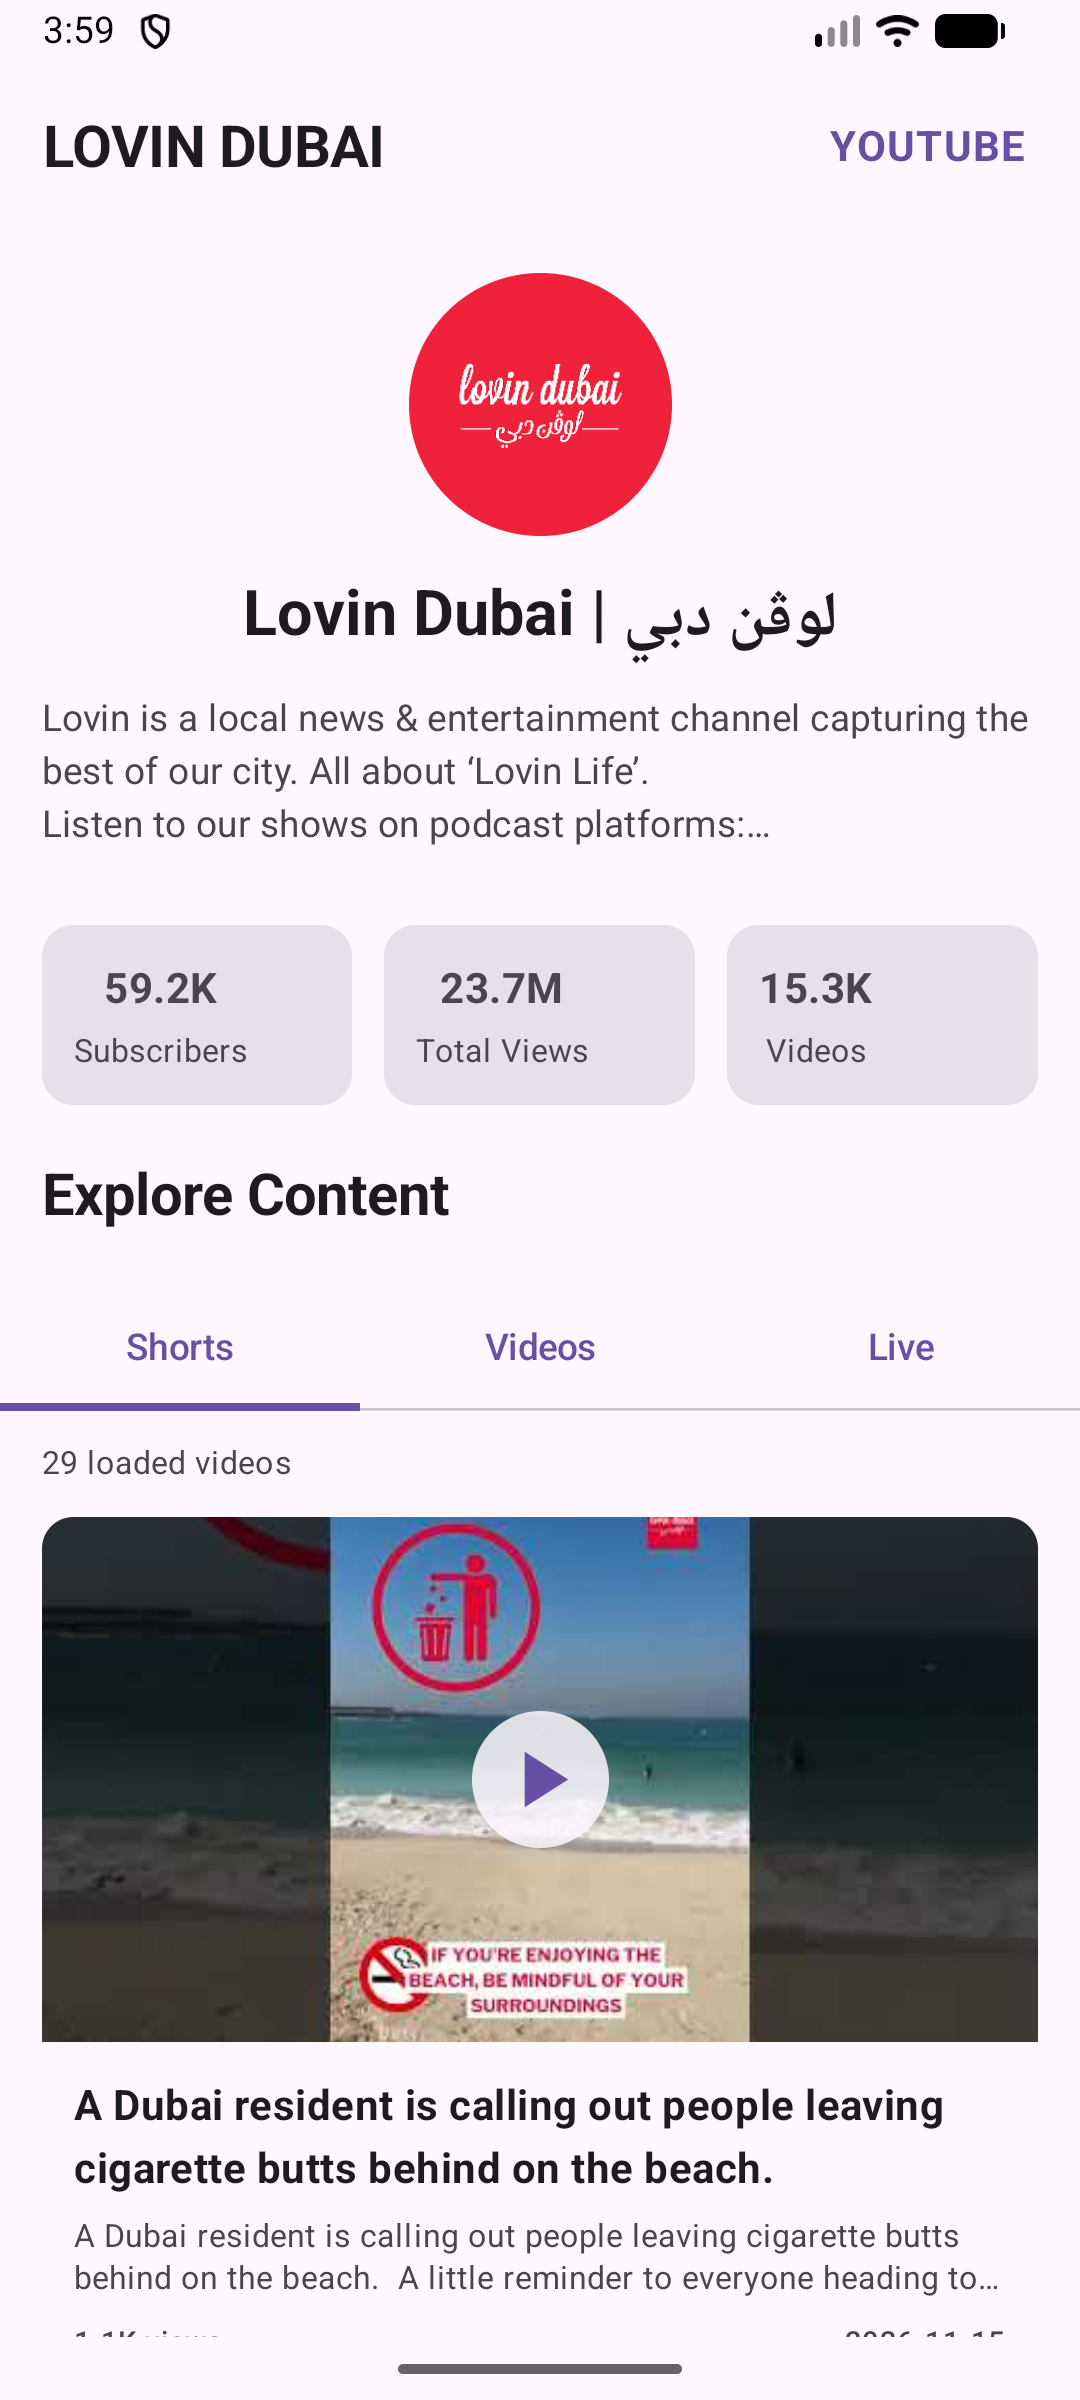 3:59
LOVIN DUBAI
YOUTUBE
lovin dubai
لوڤن دبي
Lovin Dubai | لوڤن دبي
Lovin is a local news & entertainment channel capturing the
best of our city. All about ‘Lovin Life’.
Listen to our shows on podcast platforms:…
59.2K
Subscribers
23.7M
Total Views
15.3K
Videos
Explore Content
Shorts
Videos
Live
29 loaded videos
IF YOU'RE ENJOYING THE
BEACH, BE MINDFUL OF YOUR
SURROUNDINGS
A Dubai resident is calling out people leaving
cigarette butts behind on the beach.
A Dubai resident is calling out people leaving cigarette butts
behind on the beach.  A little reminder to everyone heading to…